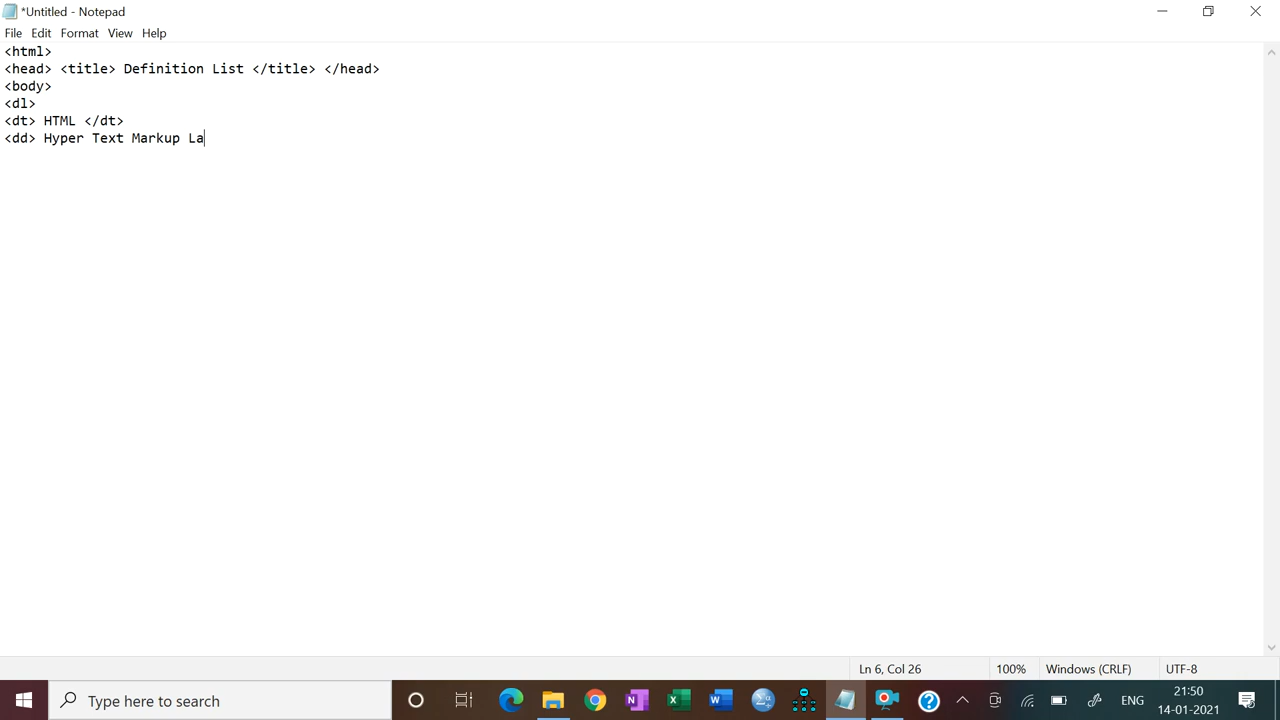 *Untitled - Notepad
File Edit Format View Help
<html>
<head> <title> Definition List </title> </head>
<body>
<dl>
<dt> HTML </dt>
<dd> Hyper Text Markup La
Ln 6, Col 26 100% Windows (CRLF) UTF-8
Type here to search
ENG
21:50
14-01-2021